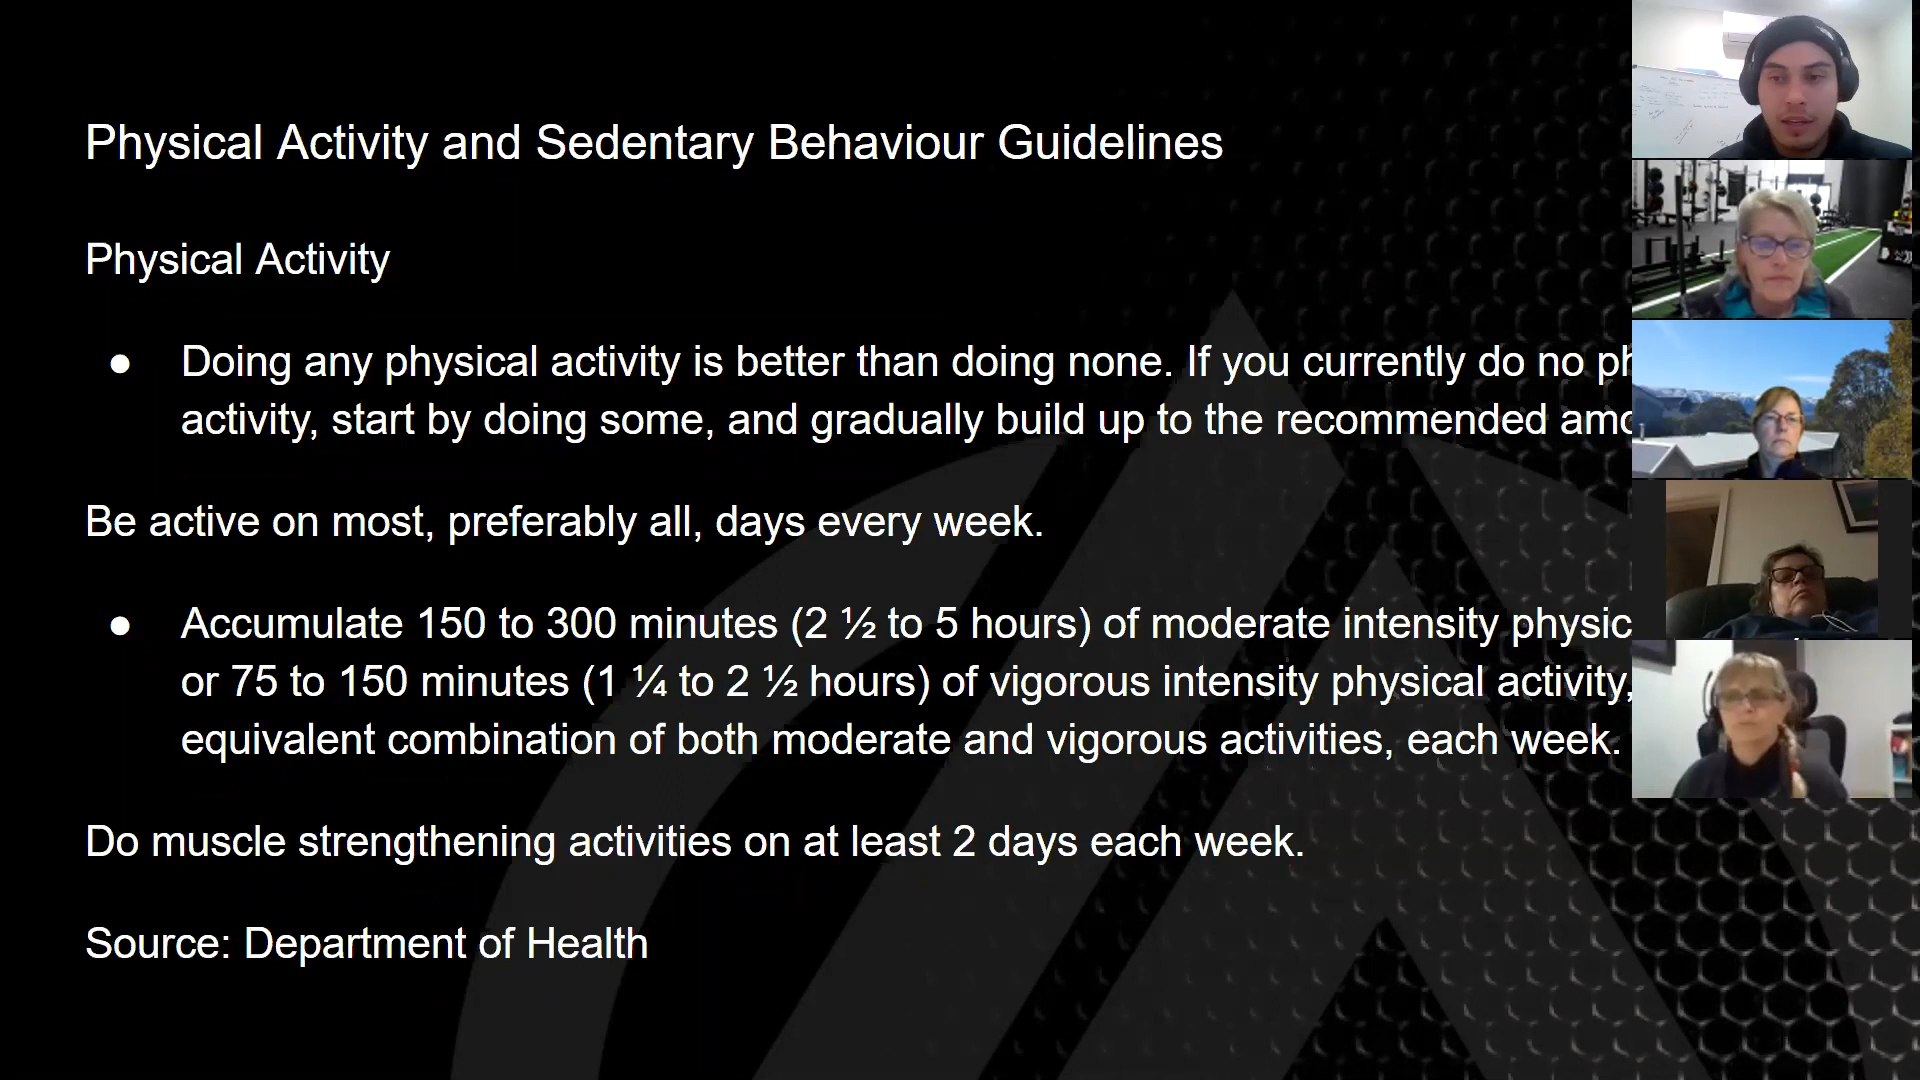 Physical Activity and Sedentary Behaviour Guidelines
Physical Activity
● Doing any physical activity is better than doing none. If you currently do no
activity, start by doing some, and gradually build up to the recommended
Be active on most, preferably all, days every week.
● Accumulate 150 to 300 minutes (2 ½ to 5 hours) of moderate intensity
or 75 to 150 minutes (1 ¼ to 2 ½ hours) of vigorous intensity physical activity,
equivalent combination of both moderate and vigorous activities, each week.
Do muscle strengthening activities on at least 2 days each week.
Source: Department of Health